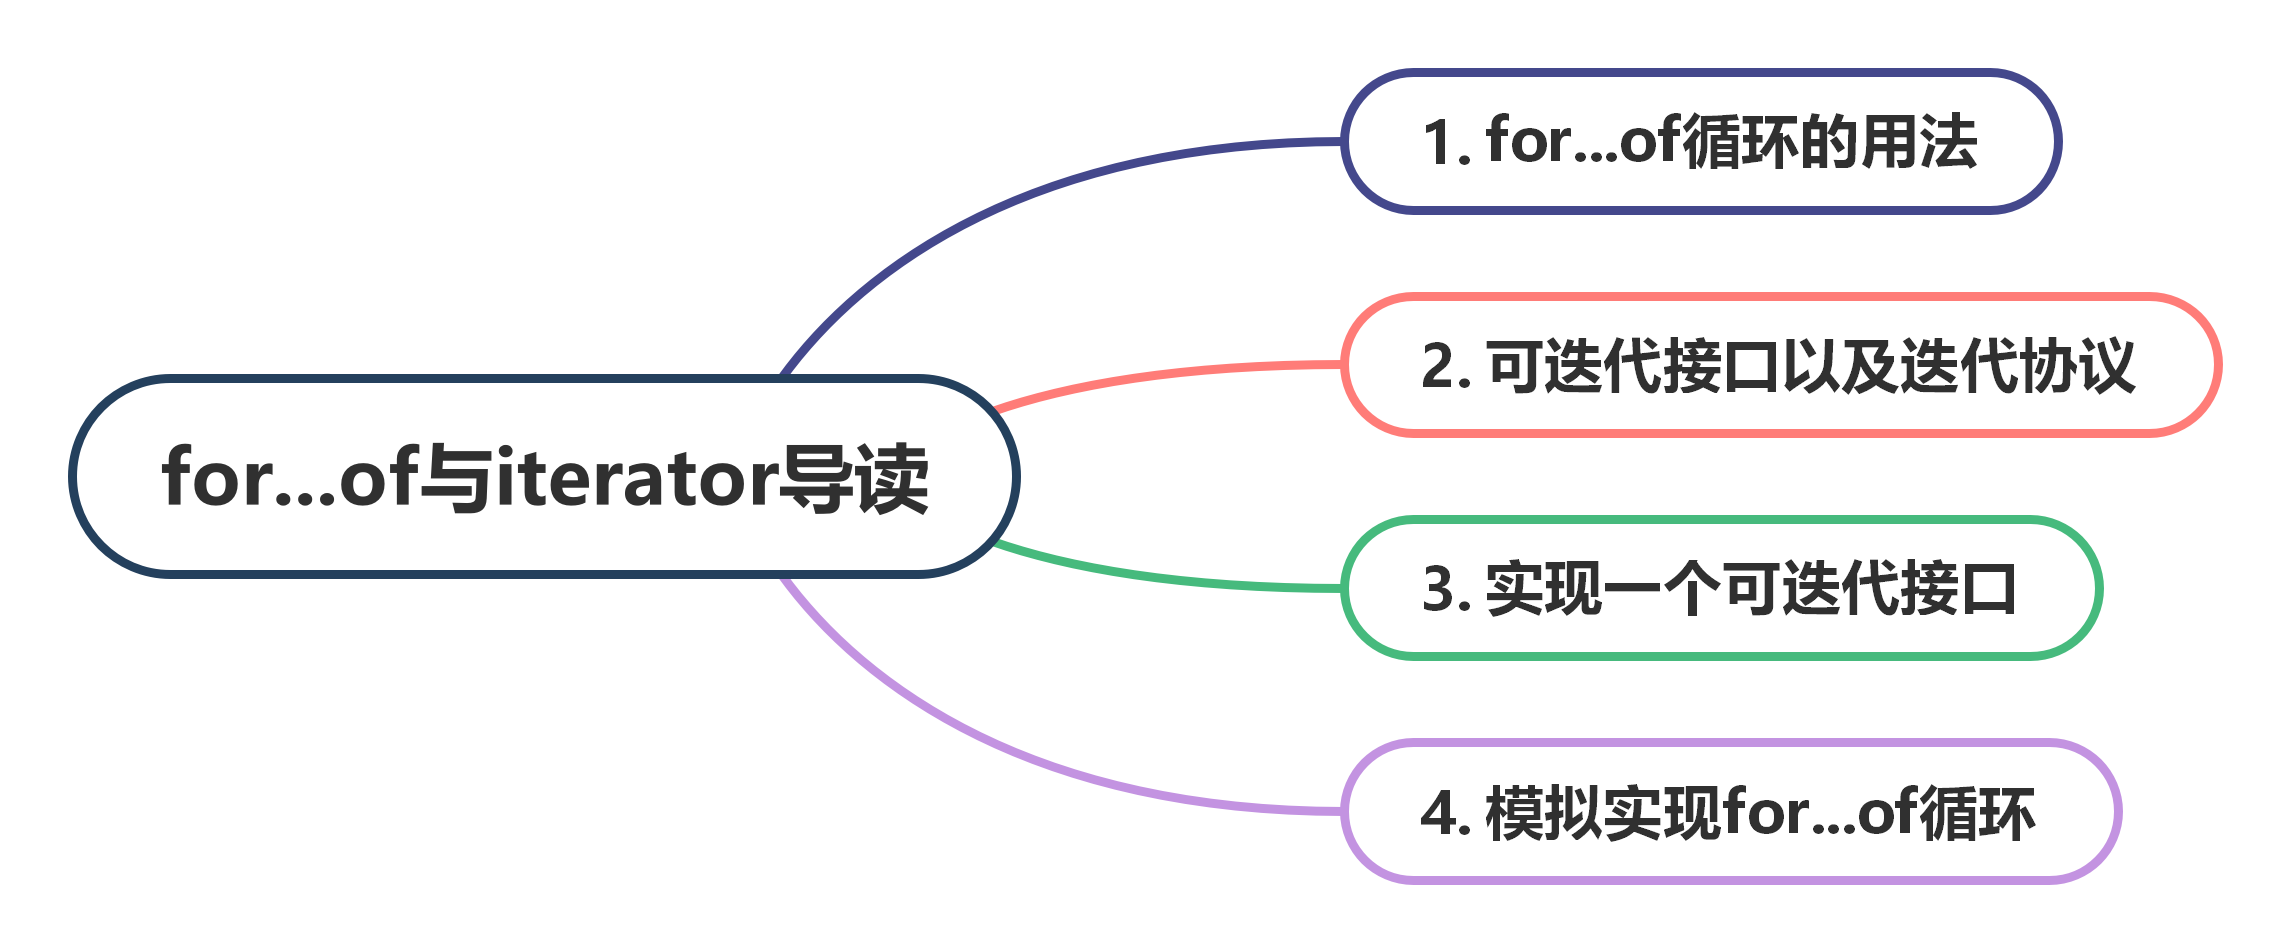 for...of与iterator导读
1. for...of循环的用法
2. 可迭代接口以及迭代协议
3. 实现一个可迭代接口
4. 模拟实现for...of循环